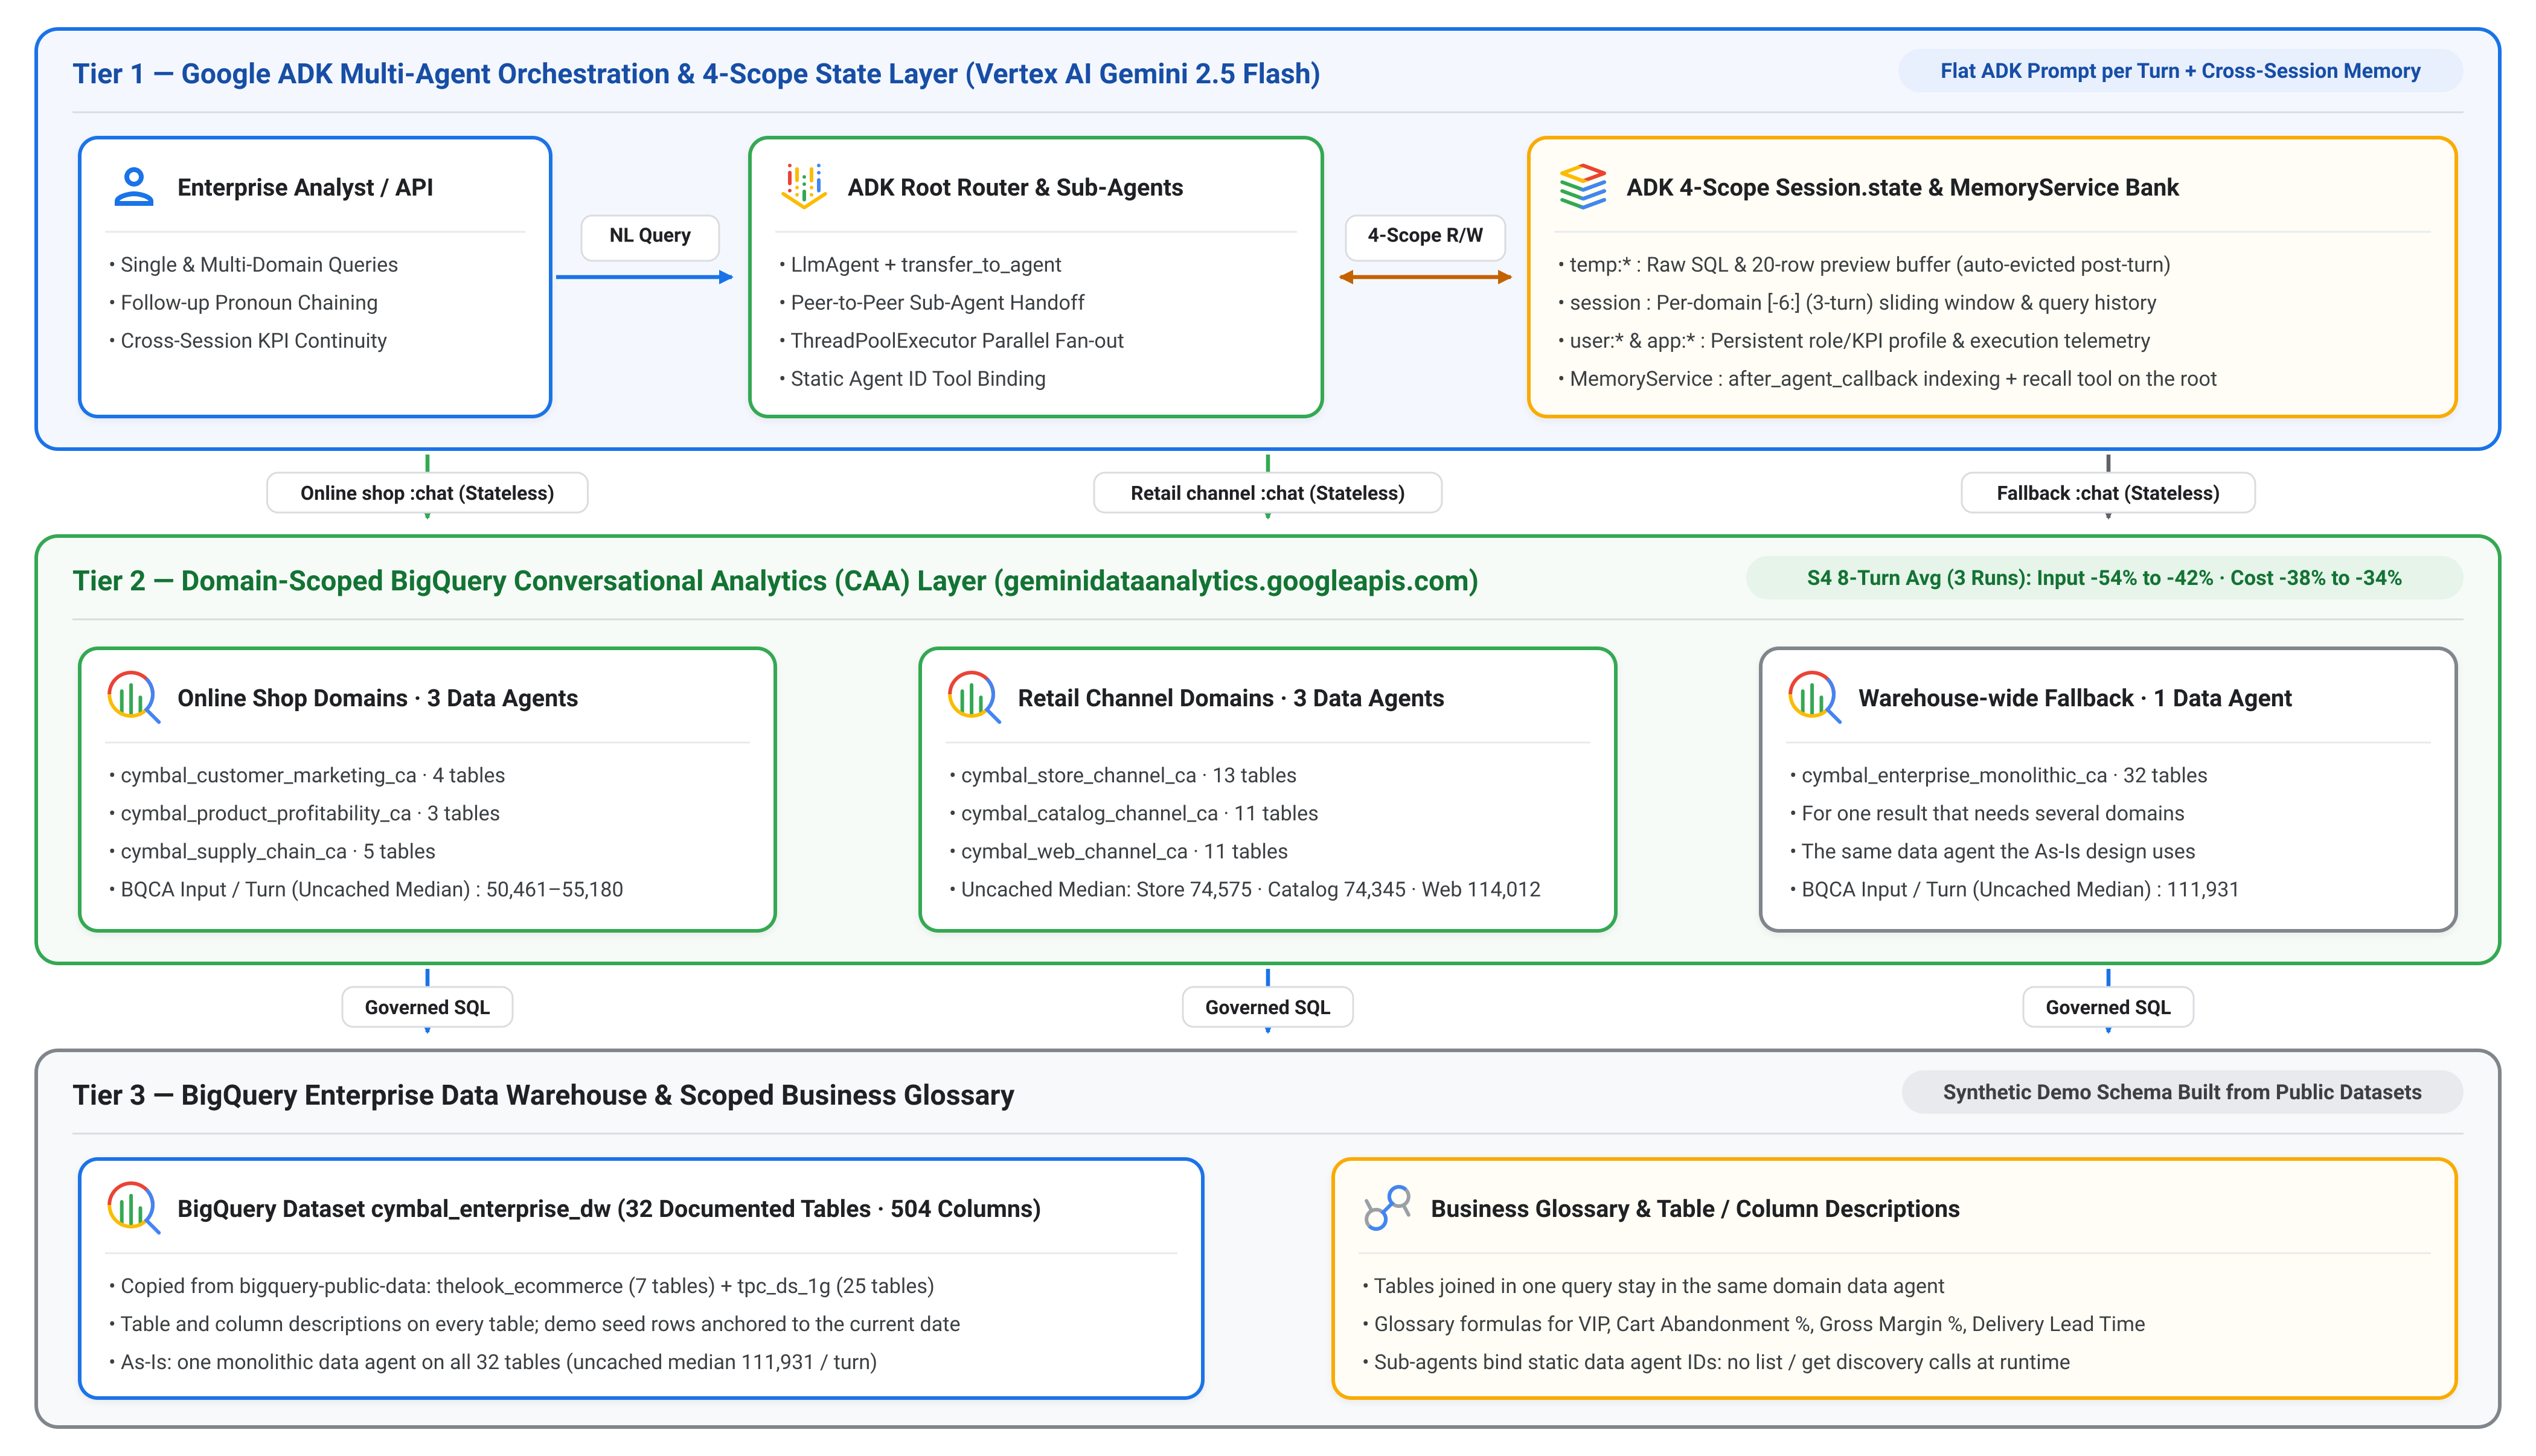 Tier 1 — Google ADK Multi-Agent Orchestration & 4-Scope State Layer (Vertex AI Gemini 2.5 Flash)
Flat ADK Prompt per Turn + Cross-Session Memory
Enterprise Analyst / API
• Single & Multi-Domain Queries
• Follow-up Pronoun Chaining
• Cross-Session KPI Continuity
NL Query
ADK Root Router & Sub-Agents
• LlmAgent + transfer_to_agent
• Peer-to-Peer Sub-Agent Handoff
• ThreadPoolExecutor Parallel Fan-out
• Static Agent ID Tool Binding
4-Scope R/W
ADK 4-Scope Session.state & MemoryService Bank
• temp:* : Raw SQL & 20-row preview buffer (auto-evicted post-turn)
• session : Per-domain [-6:] (3-turn) sliding window & query history
• user:* & app:* : Persistent role/KPI profile & execution telemetry
• MemoryService : after_agent_callback indexing + recall tool on the root
Online shop :chat (Stateless)
Retail channel :chat (Stateless)
Fallback :chat (Stateless)
Tier 2 — Domain-Scoped BigQuery Conversational Analytics (CAA) Layer (geminidataanalytics.googleapis.com)
S4 8-Turn Avg (3 Runs): Input -54% to -42% · Cost -38% to -34%
Online Shop Domains · 3 Data Agents
• cymbal_customer_marketing_ca · 4 tables
• cymbal_product_profitability_ca · 3 tables
• cymbal_supply_chain_ca · 5 tables
• BQCA Input / Turn (Uncached Median) : 50,461–55,180
Retail Channel Domains · 3 Data Agents
• cymbal_store_channel_ca · 13 tables
• cymbal_catalog_channel_ca · 11 tables
• cymbal_web_channel_ca · 11 tables
• Uncached Median: Store 74,575 · Catalog 74,345 · Web 114,012
Warehouse-wide Fallback · 1 Data Agent
• cymbal_enterprise_monolithic_ca · 32 tables
• For one result that needs several domains
• The same data agent the As-Is design uses
• BQCA Input / Turn (Uncached Median) : 111,931
Governed SQL
Governed SQL
Governed SQL
Tier 3 — BigQuery Enterprise Data Warehouse & Scoped Business Glossary
Synthetic Demo Schema Built from Public Datasets
BigQuery Dataset cymbal_enterprise_dw (32 Documented Tables · 504 Columns)
• Copied from bigquery-public-data: thelook_ecommerce (7 tables) + tpc_ds_1g (25 tables)
• Table and column descriptions on every table; demo seed rows anchored to the current date
• As-Is: one monolithic data agent on all 32 tables (uncached median 111,931 / turn)
Business Glossary & Table / Column Descriptions
• Tables joined in one query stay in the same domain data agent
• Glossary formulas for VIP, Cart Abandonment %, Gross Margin %, Delivery Lead Time
• Sub-agents bind static data agent IDs: no list / get discovery calls at runtime